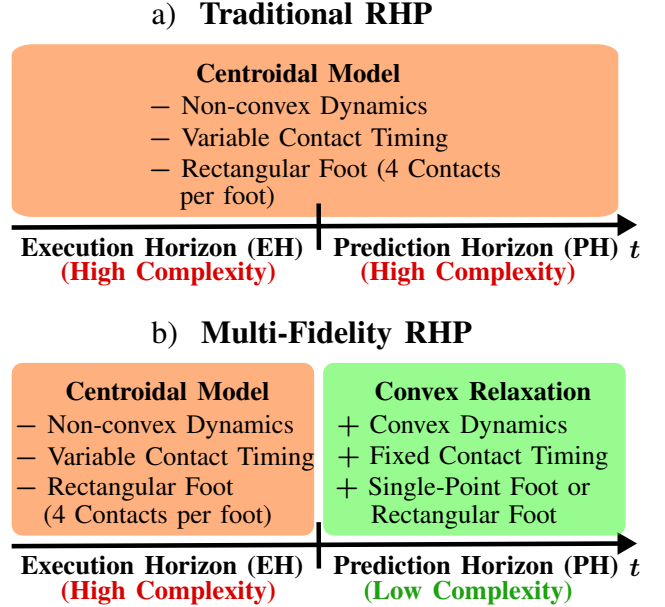 a) Traditional RHP
Centroidal Model
− Non-convex Dynamics
− Variable Contact Timing
− Rectangular Foot (4 Contacts
per foot)
Execution Horizon (EH) Prediction Horizon (PH) t
(High Complexity) (High Complexity)
b) Multi-Fidelity RHP
Centroidal Model
− Non-convex Dynamics
− Variable Contact Timing
− Rectangular Foot
(4 Contacts per foot)
Convex Relaxation
+ Convex Dynamics
+ Fixed Contact Timing
+ Single-Point Foot or
Rectangular Foot
Execution Horizon (EH) Prediction Horizon (PH) t
(High Complexity) (Low Complexity)